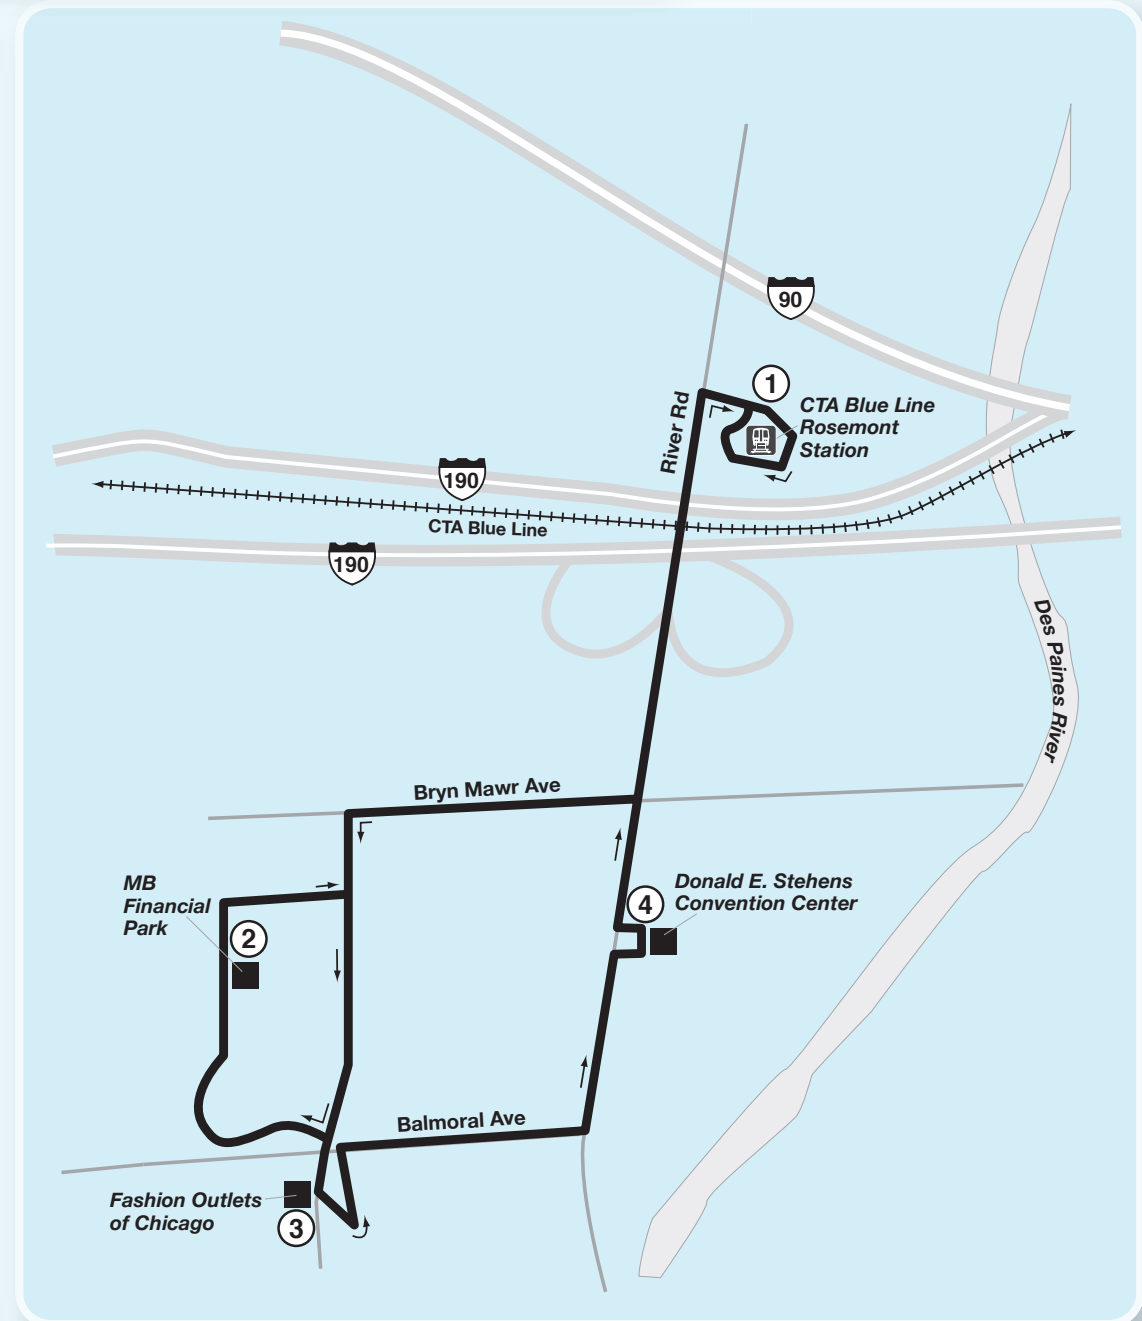 90
1
CTA Blue Line
Rosemont
Station
River Rd
190
CTA Blue Line
190
Des Paines River
Bryn Mawr Ave
MB
Financial
Park
2
4
Donald E. Stehens
Convention Center
Balmoral Ave
Fashion Outlets
of Chicago
3